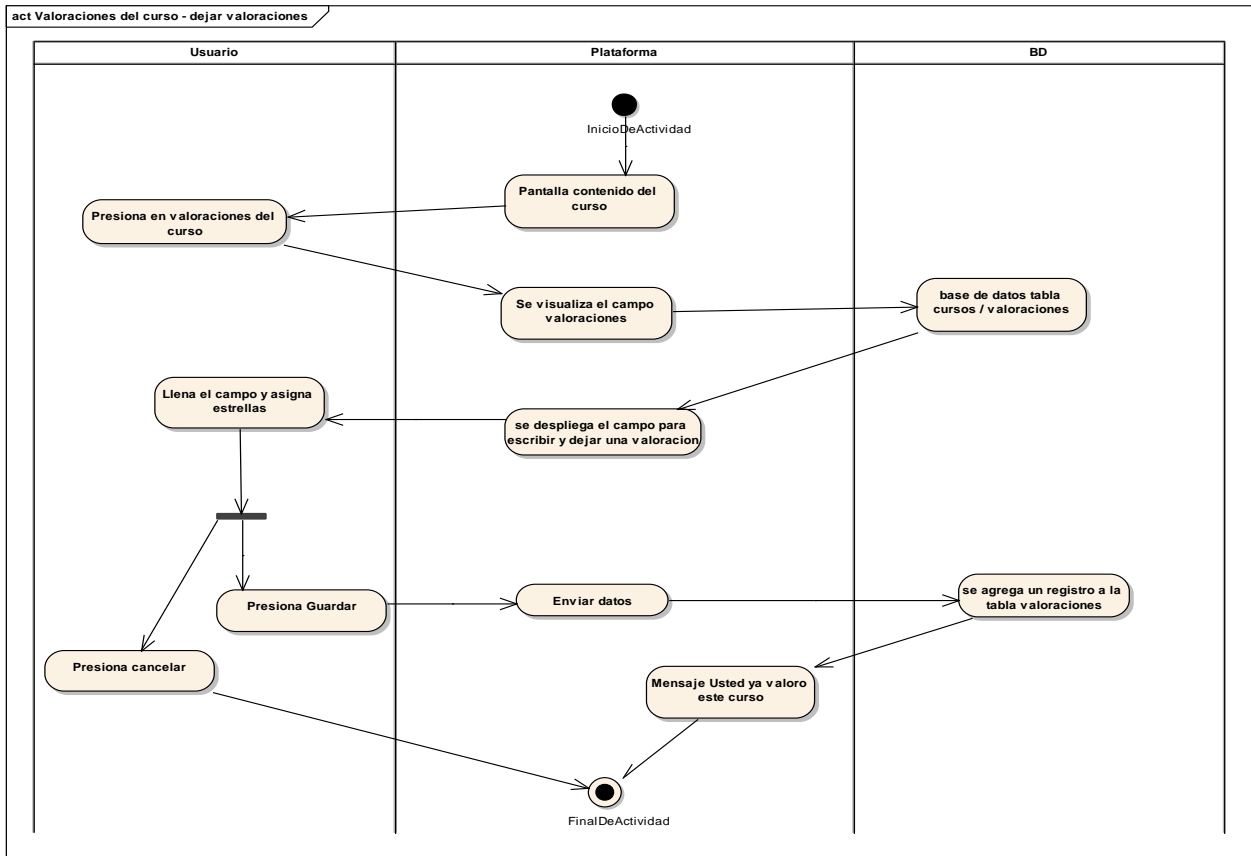 act Valoraciones del curso - dejar valoraciones
Usuario
Plataforma
BD
InicioDeActividad
Pantalla contenido del
curso
Presiona en valoraciones del
curso
Se visualiza el campo
valoraciones
base de datos tabla
cursos / valoraciones
Llena el campo y asigna
estrellas
se despliega el campo para
escribir y dejar una valoracion
Presiona Guardar
Enviar datos
se agrega un registro a la
tabla valoraciones
Presiona cancelar
Mensaje Usted ya valoro
este curso
FinalDeActividad